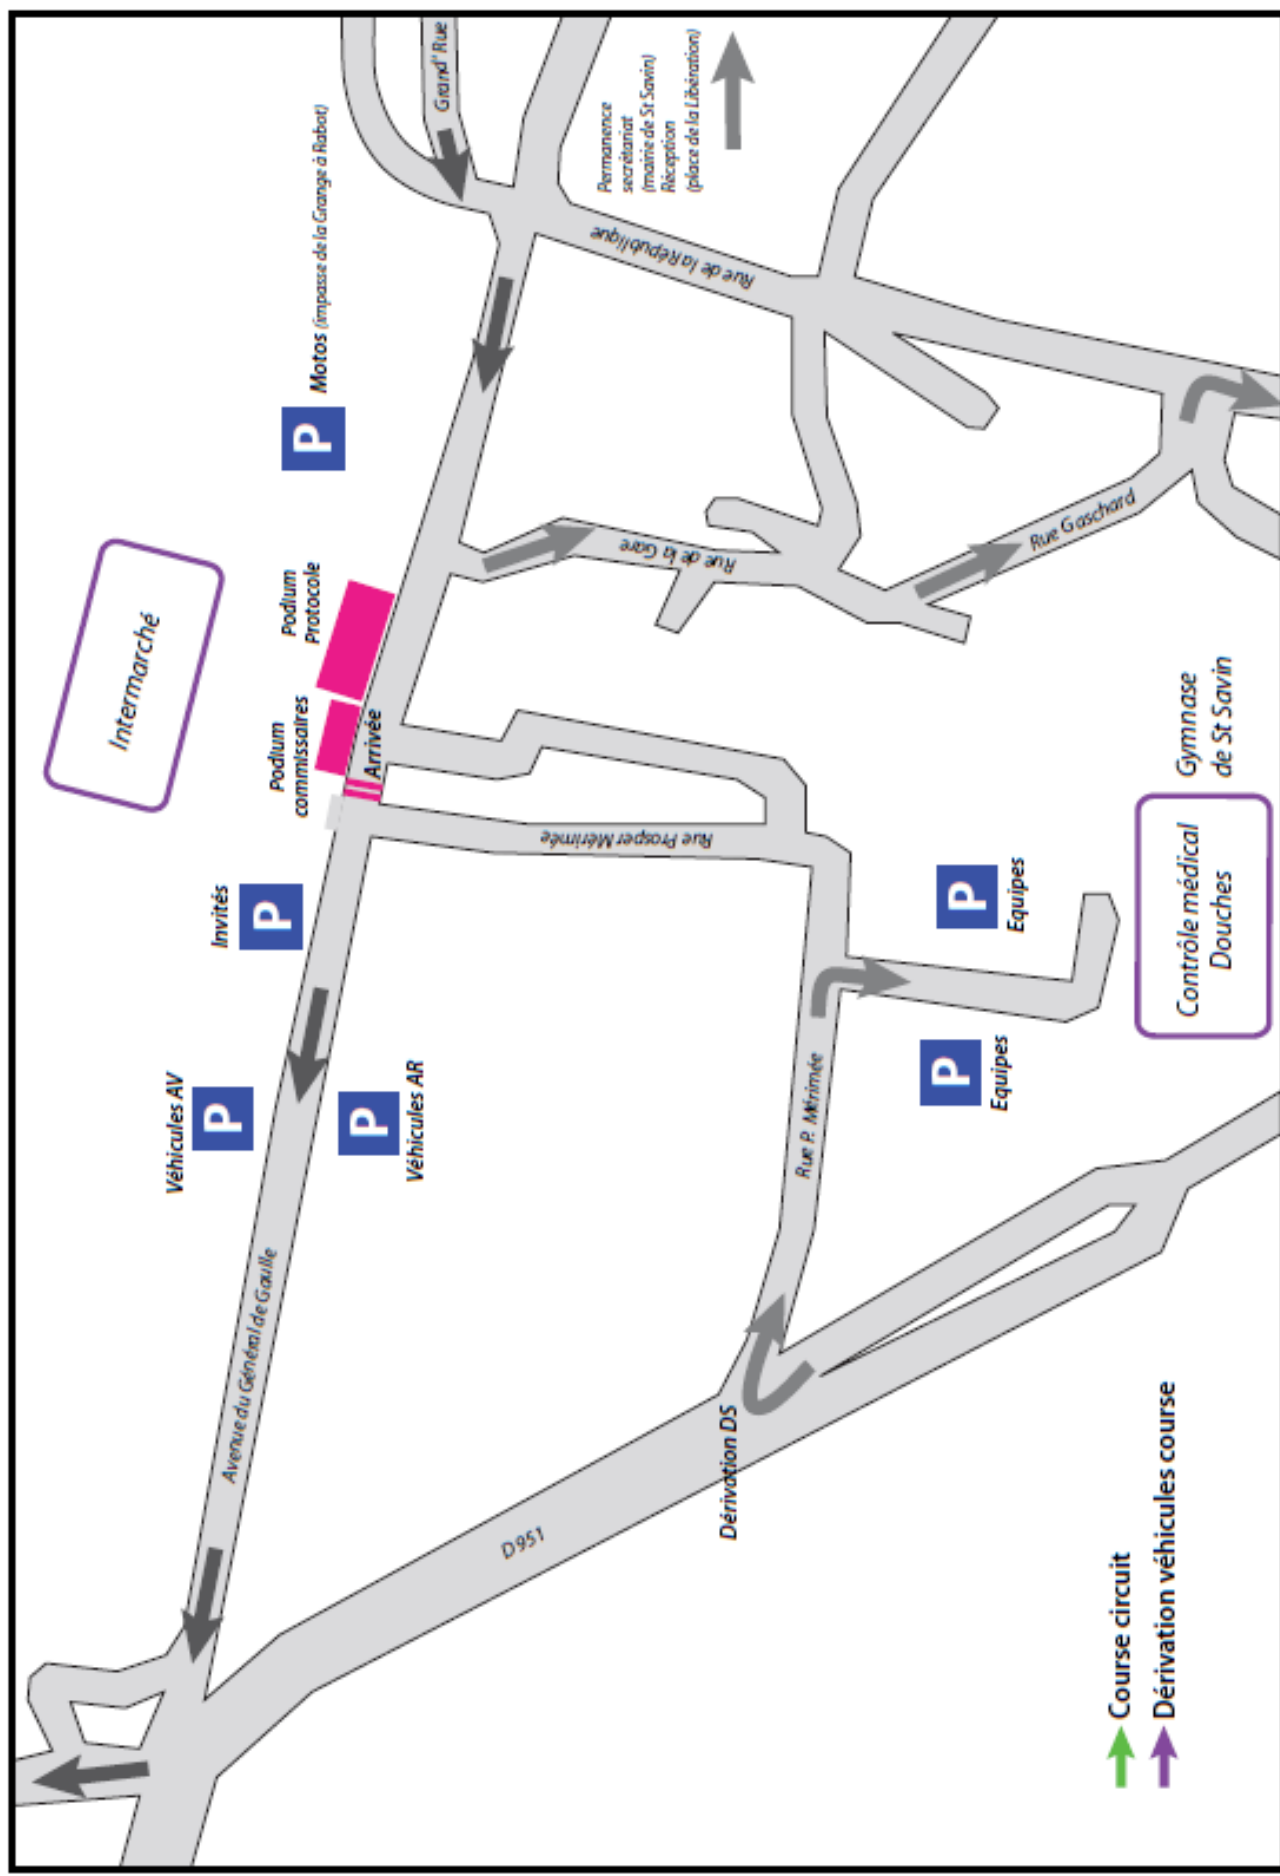 Intermarché
P
Motos (impasse de la Grange à Rabot)
Grand' Rue
Permanence
secrétariat
(mairie de St Savin)
Réception
(place de la Libération)
Podium
Protocole
Podium
commissaires
Arrivée
Invités
P
Véhicules AV
P
P
Véhicules AR
Avenue du Général de Gaulle
Rue de la République
Rue de la Gare
Rue Gaschard
Rue Prosper Mérimée
Rue P. Mérimée
P
Equipes
P
Equipes
Gymnase
de St Savin
Contrôle médical
Douches
Dérivation DS
D951
Course circuit
Dérivation véhicules course